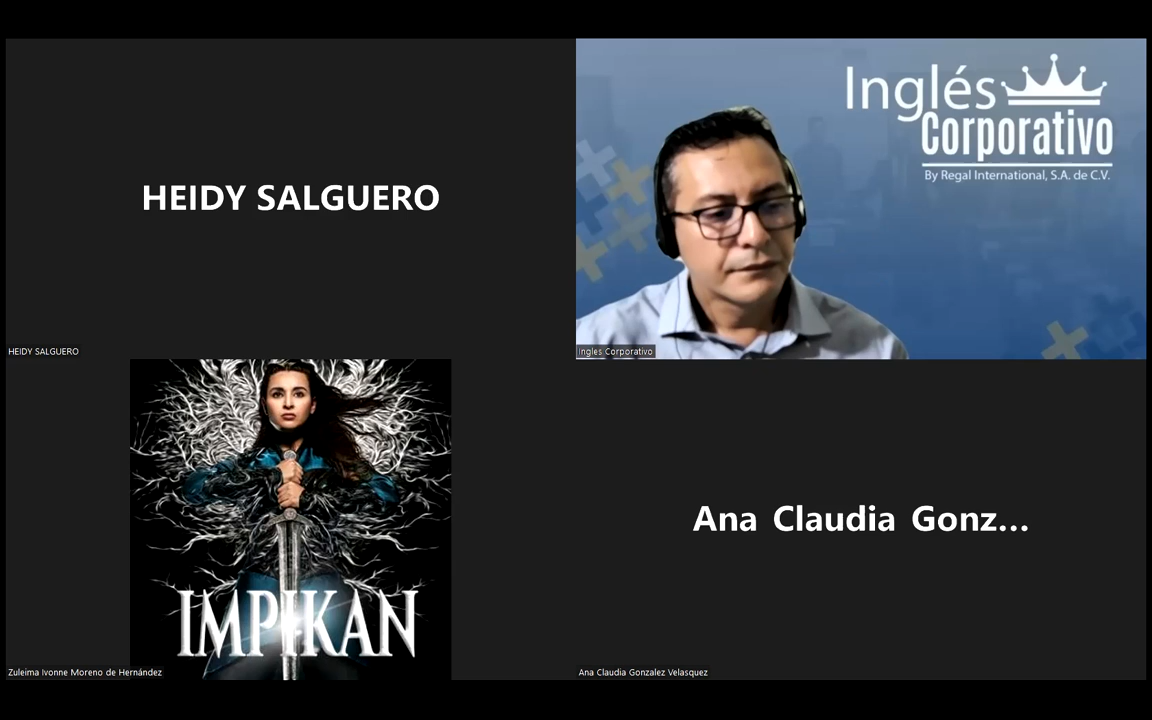 HEIDY SALGUERO
HEIDY SALGUERO
Inglés
Corporativo
By Regal International, S.A. de C.V.
Ingles Corporativo
IMPIKAN
Zuleima Ivonne Moreno de Hernández
Ana Claudia Gonz...
Ana Claudia Gonzalez Velasquez